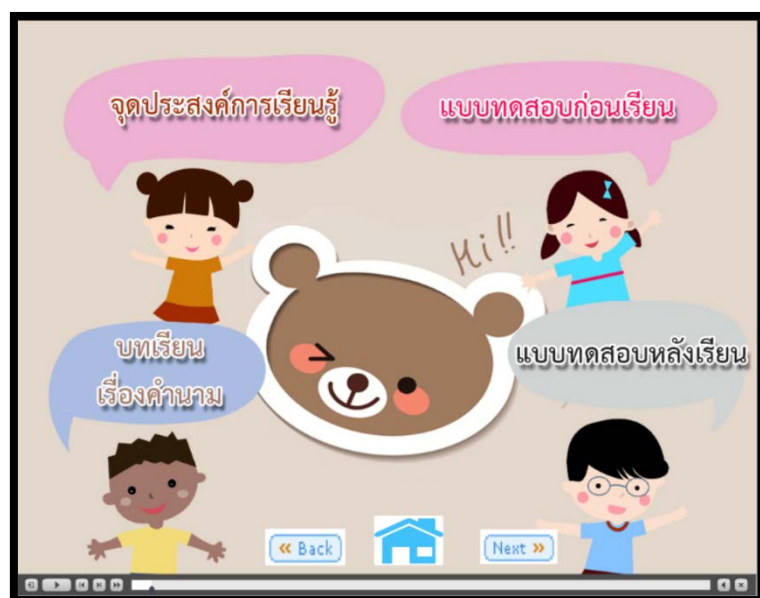 จุดประสงค์การเรียนรู้
แบบทดสอบก่อนเรียน
Hi!!
บทเรียน
เรื่องคำนาม
แบบทดสอบหลังเรียน
« Back
Next »